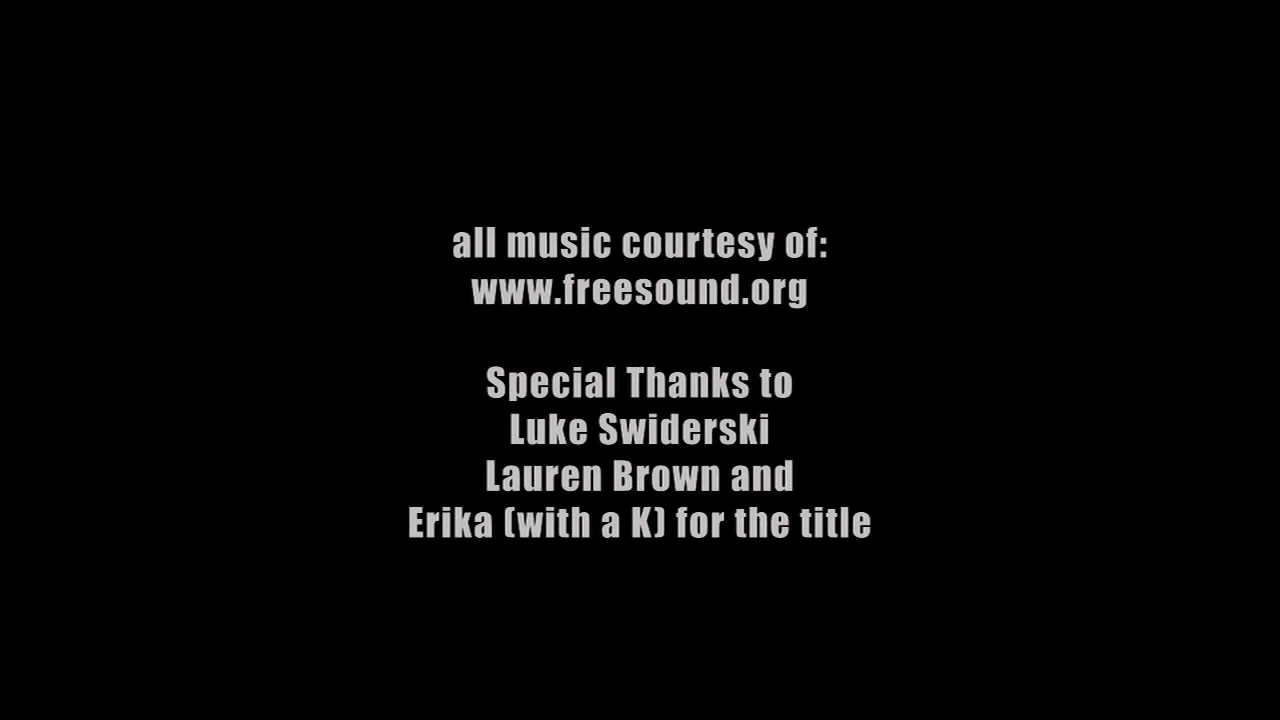 all music courtesy of:
www.freesound.org
Special Thanks to
Luke Swiderski
Lauren Brown and
Erika (with a K) for the title